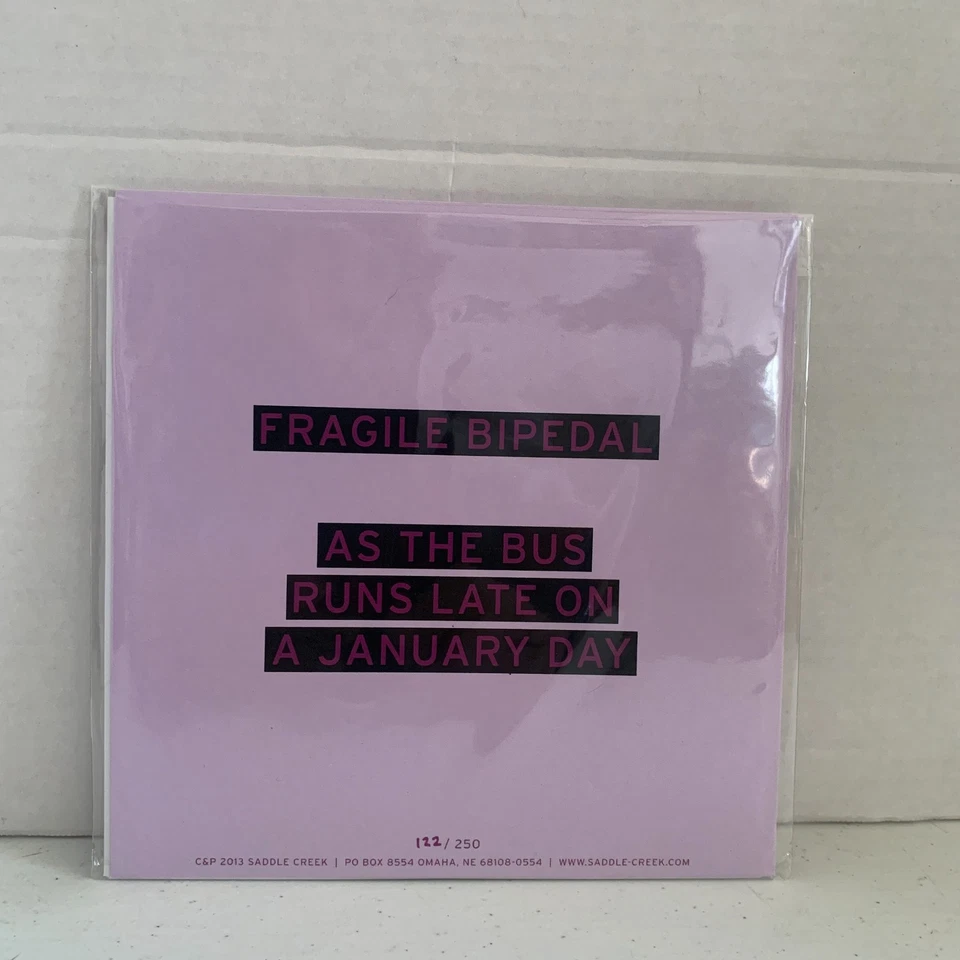 FRAGILE BIPEDAL
AS THE BUS
RUNS LATE ON
A JANUARY DAY
122/ 250
C&P 2013 SADDLE CREEK | PO BOX 8554 OMAHA, NE 68108-0554 | WWW.SADDLE-CREEK.COM